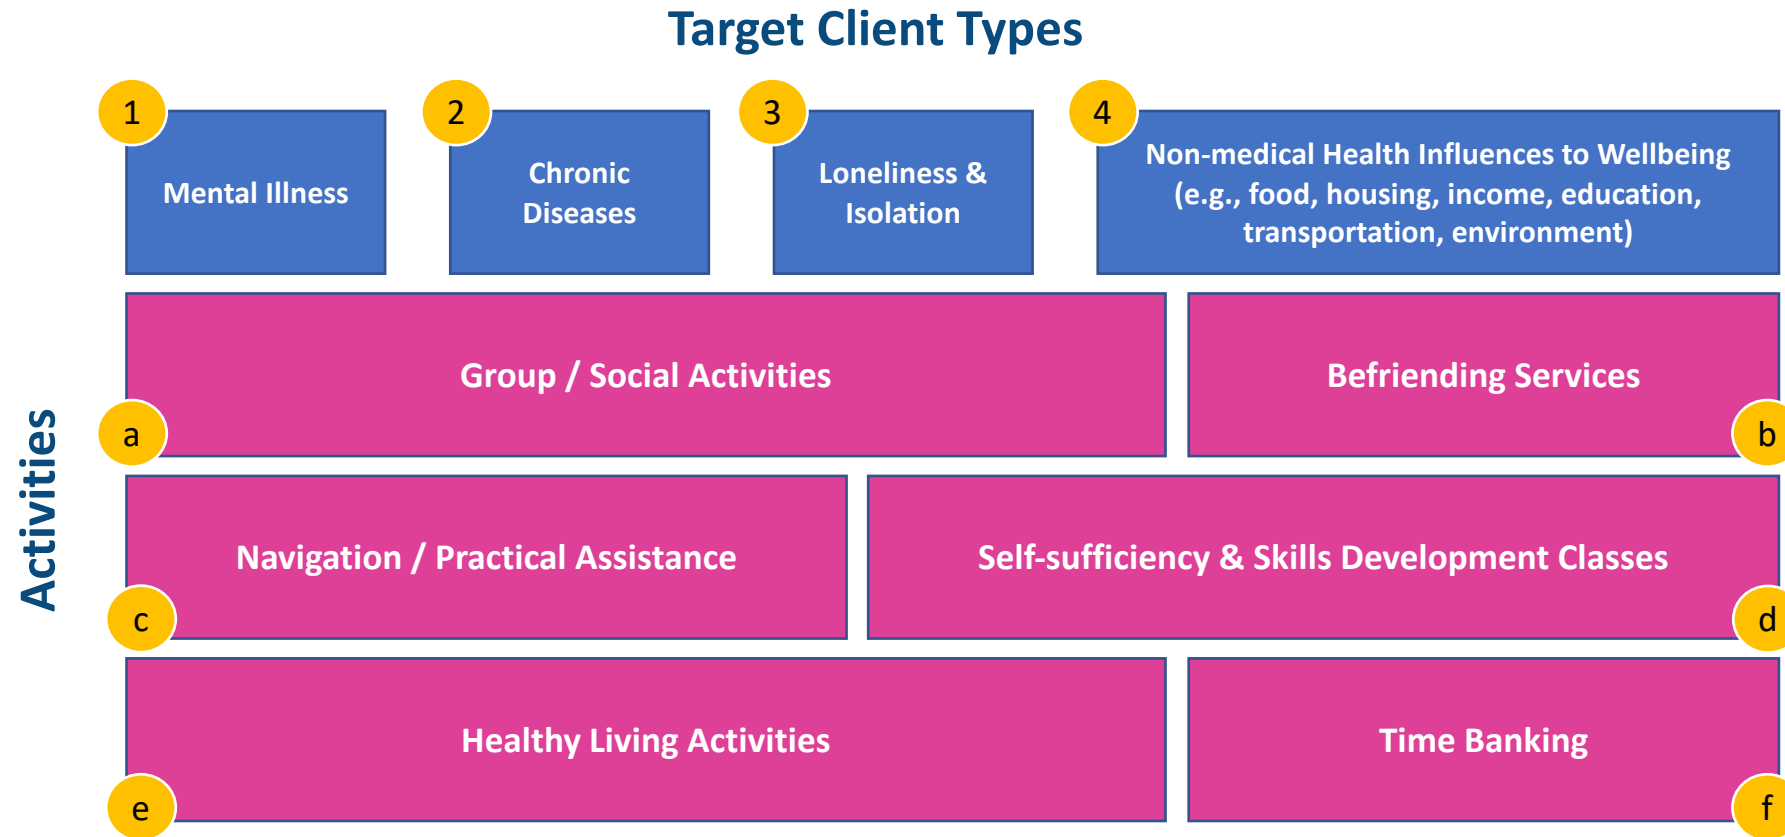 Target Client Types
1
2
3
4
Mental Illness
Chronic
Diseases
Loneliness &
Isolation
Non-medical Health Influences to Wellbeing
(e.g., food, housing, income, education,
transportation, environment)
Activities
Group / Social Activities
a
Befriending Services
b
Navigation / Practical Assistance
c
Self-sufficiency & Skills Development Classes
d
Healthy Living Activities
e
Time Banking
f